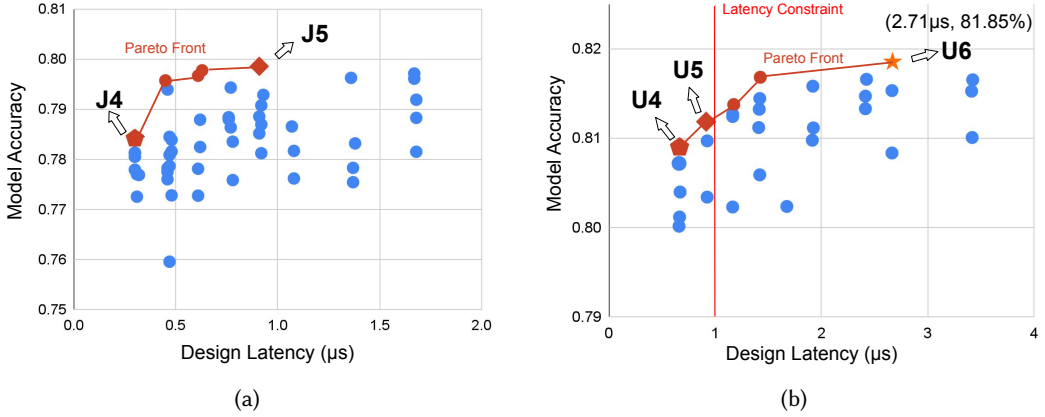 0.81
0.80
0.79
0.78
0.77
0.76
0.75
Model Accuracy
Pareto Front
J5
J4
0.0
0.5
1.0
1.5
2.0
Design Latency (µs)
(a)
Latency Constraint
(2.71µs, 81.85%)
U6
Pareto Front
U5
U4
0.82
0.81
0.80
0.79
Model Accuracy
0
1
2
3
4
Design Latency (µs)
(b)